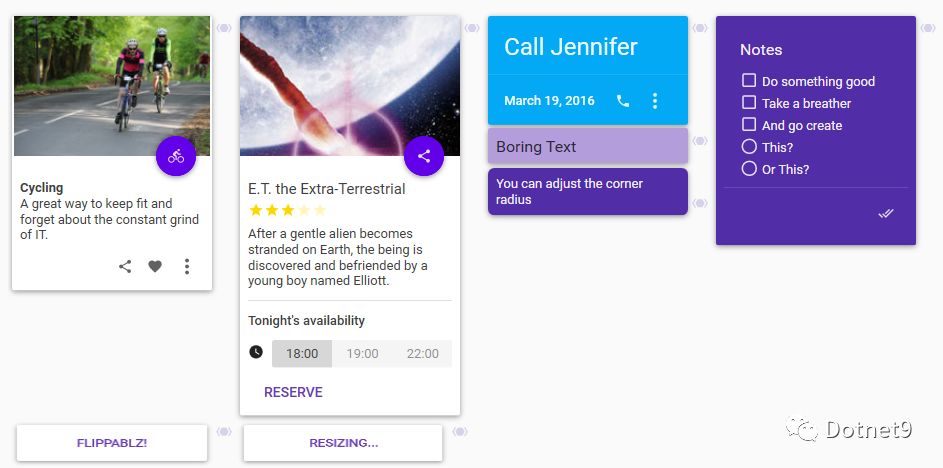 Cycling
A great way to keep fit and
forget about the constant grind
of IT.
E.T. the Extra-Terrestrial
After a gentle alien becomes
stranded on Earth, the being is
discovered and befriended by a
young boy named Elliott.
Tonight's availability
18:00 19:00 22:00
RESERVE
Call Jennifer
March 19, 2016
Boring Text
You can adjust the corner
radius
Notes
Do something good
Take a breather
And go create
This?
Or This?
FLIPPABLZ!
RESIZING...
Dotnet9